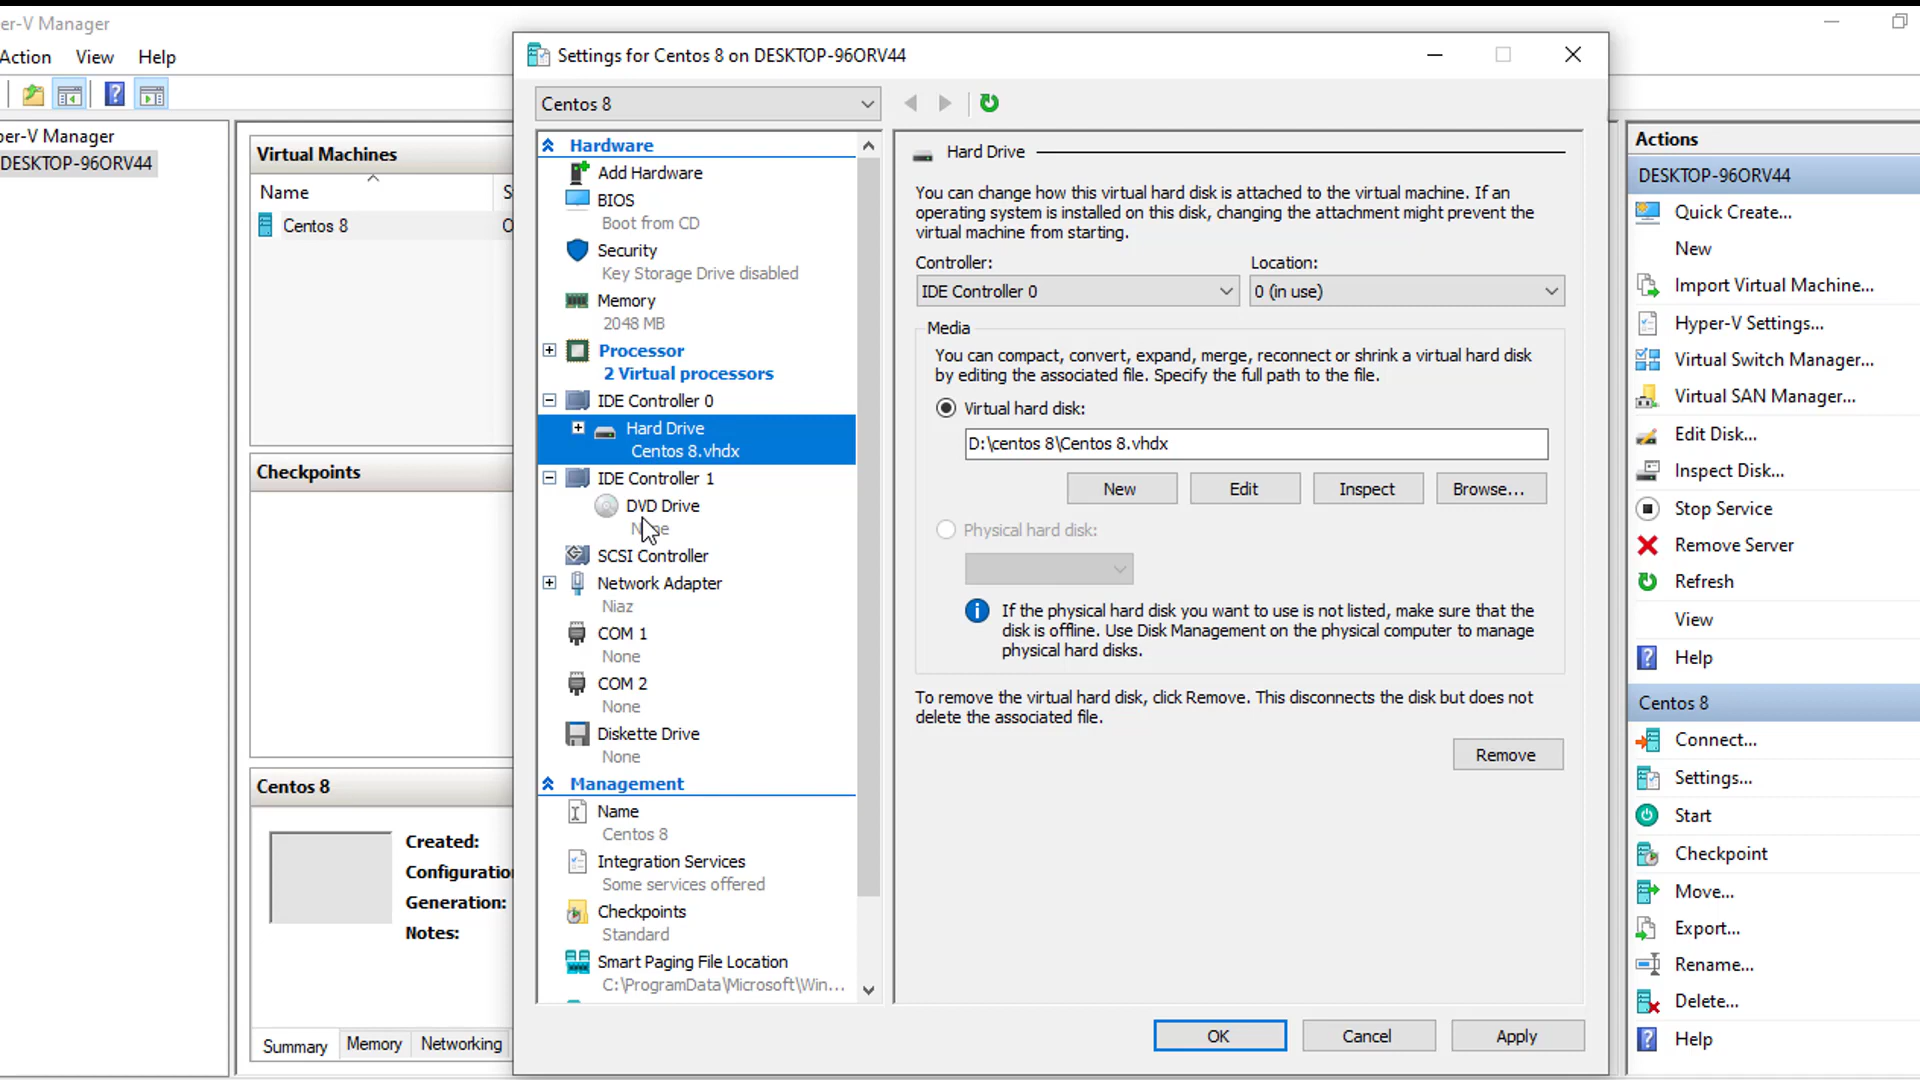 er-V Manager
Action View Help
per-V Manager
DESKTOP-96ORV44
Virtual Machines
Name S
Centos 8 O
Checkpoints
Centos 8
Created:
Configuratio
Generation:
Notes:
Summary Memory Networking
Settings for Centos 8 on DESKTOP-96ORV44
Centos 8
Hardware
Add Hardware
BIOS
Boot from CD
Security
Key Storage Drive disabled
Memory
2048 MB
Processor
2 Virtual processors
IDE Controller 0
Hard Drive
Centos 8.vhdx
IDE Controller 1
DVD Drive
SCSI Controller
Network Adapter
Niaz
COM 1
None
COM 2
None
Diskette Drive
None
Management
Name
Centos 8
Integration Services
Some services offered
Checkpoints
Standard
Smart Paging File Location
C:\ProgramData\Microsoft\Win...
Hard Drive
You can change how this virtual hard disk is attached to the virtual machine. If an
operating system is installed on this disk, changing the attachment might prevent the
virtual machine from starting.
Controller: Location:
IDE Controller 0 0 (in use)
Media
You can compact, convert, expand, merge, reconnect or shrink a virtual hard disk
by editing the associated file. Specify the full path to the file.
Virtual hard disk:
D:\centos 8\Centos 8.vhdx
New Edit Inspect Browse...
Physical hard disk:
If the physical hard disk you want to use is not listed, make sure that the
disk is offline. Use Disk Management on the physical computer to manage
physical hard disks.
To remove the virtual hard disk, click Remove. This disconnects the disk but does not
delete the associated file.
Remove
OK Cancel Apply
Actions
DESKTOP-96ORV44
Quick Create...
New
Import Virtual Machine...
Hyper-V Settings...
Virtual Switch Manager...
Virtual SAN Manager...
Edit Disk...
Inspect Disk...
Stop Service
Remove Server
Refresh
View
Help
Centos 8
Connect...
Settings...
Start
Checkpoint
Move...
Export...
Rename...
Delete...
Help